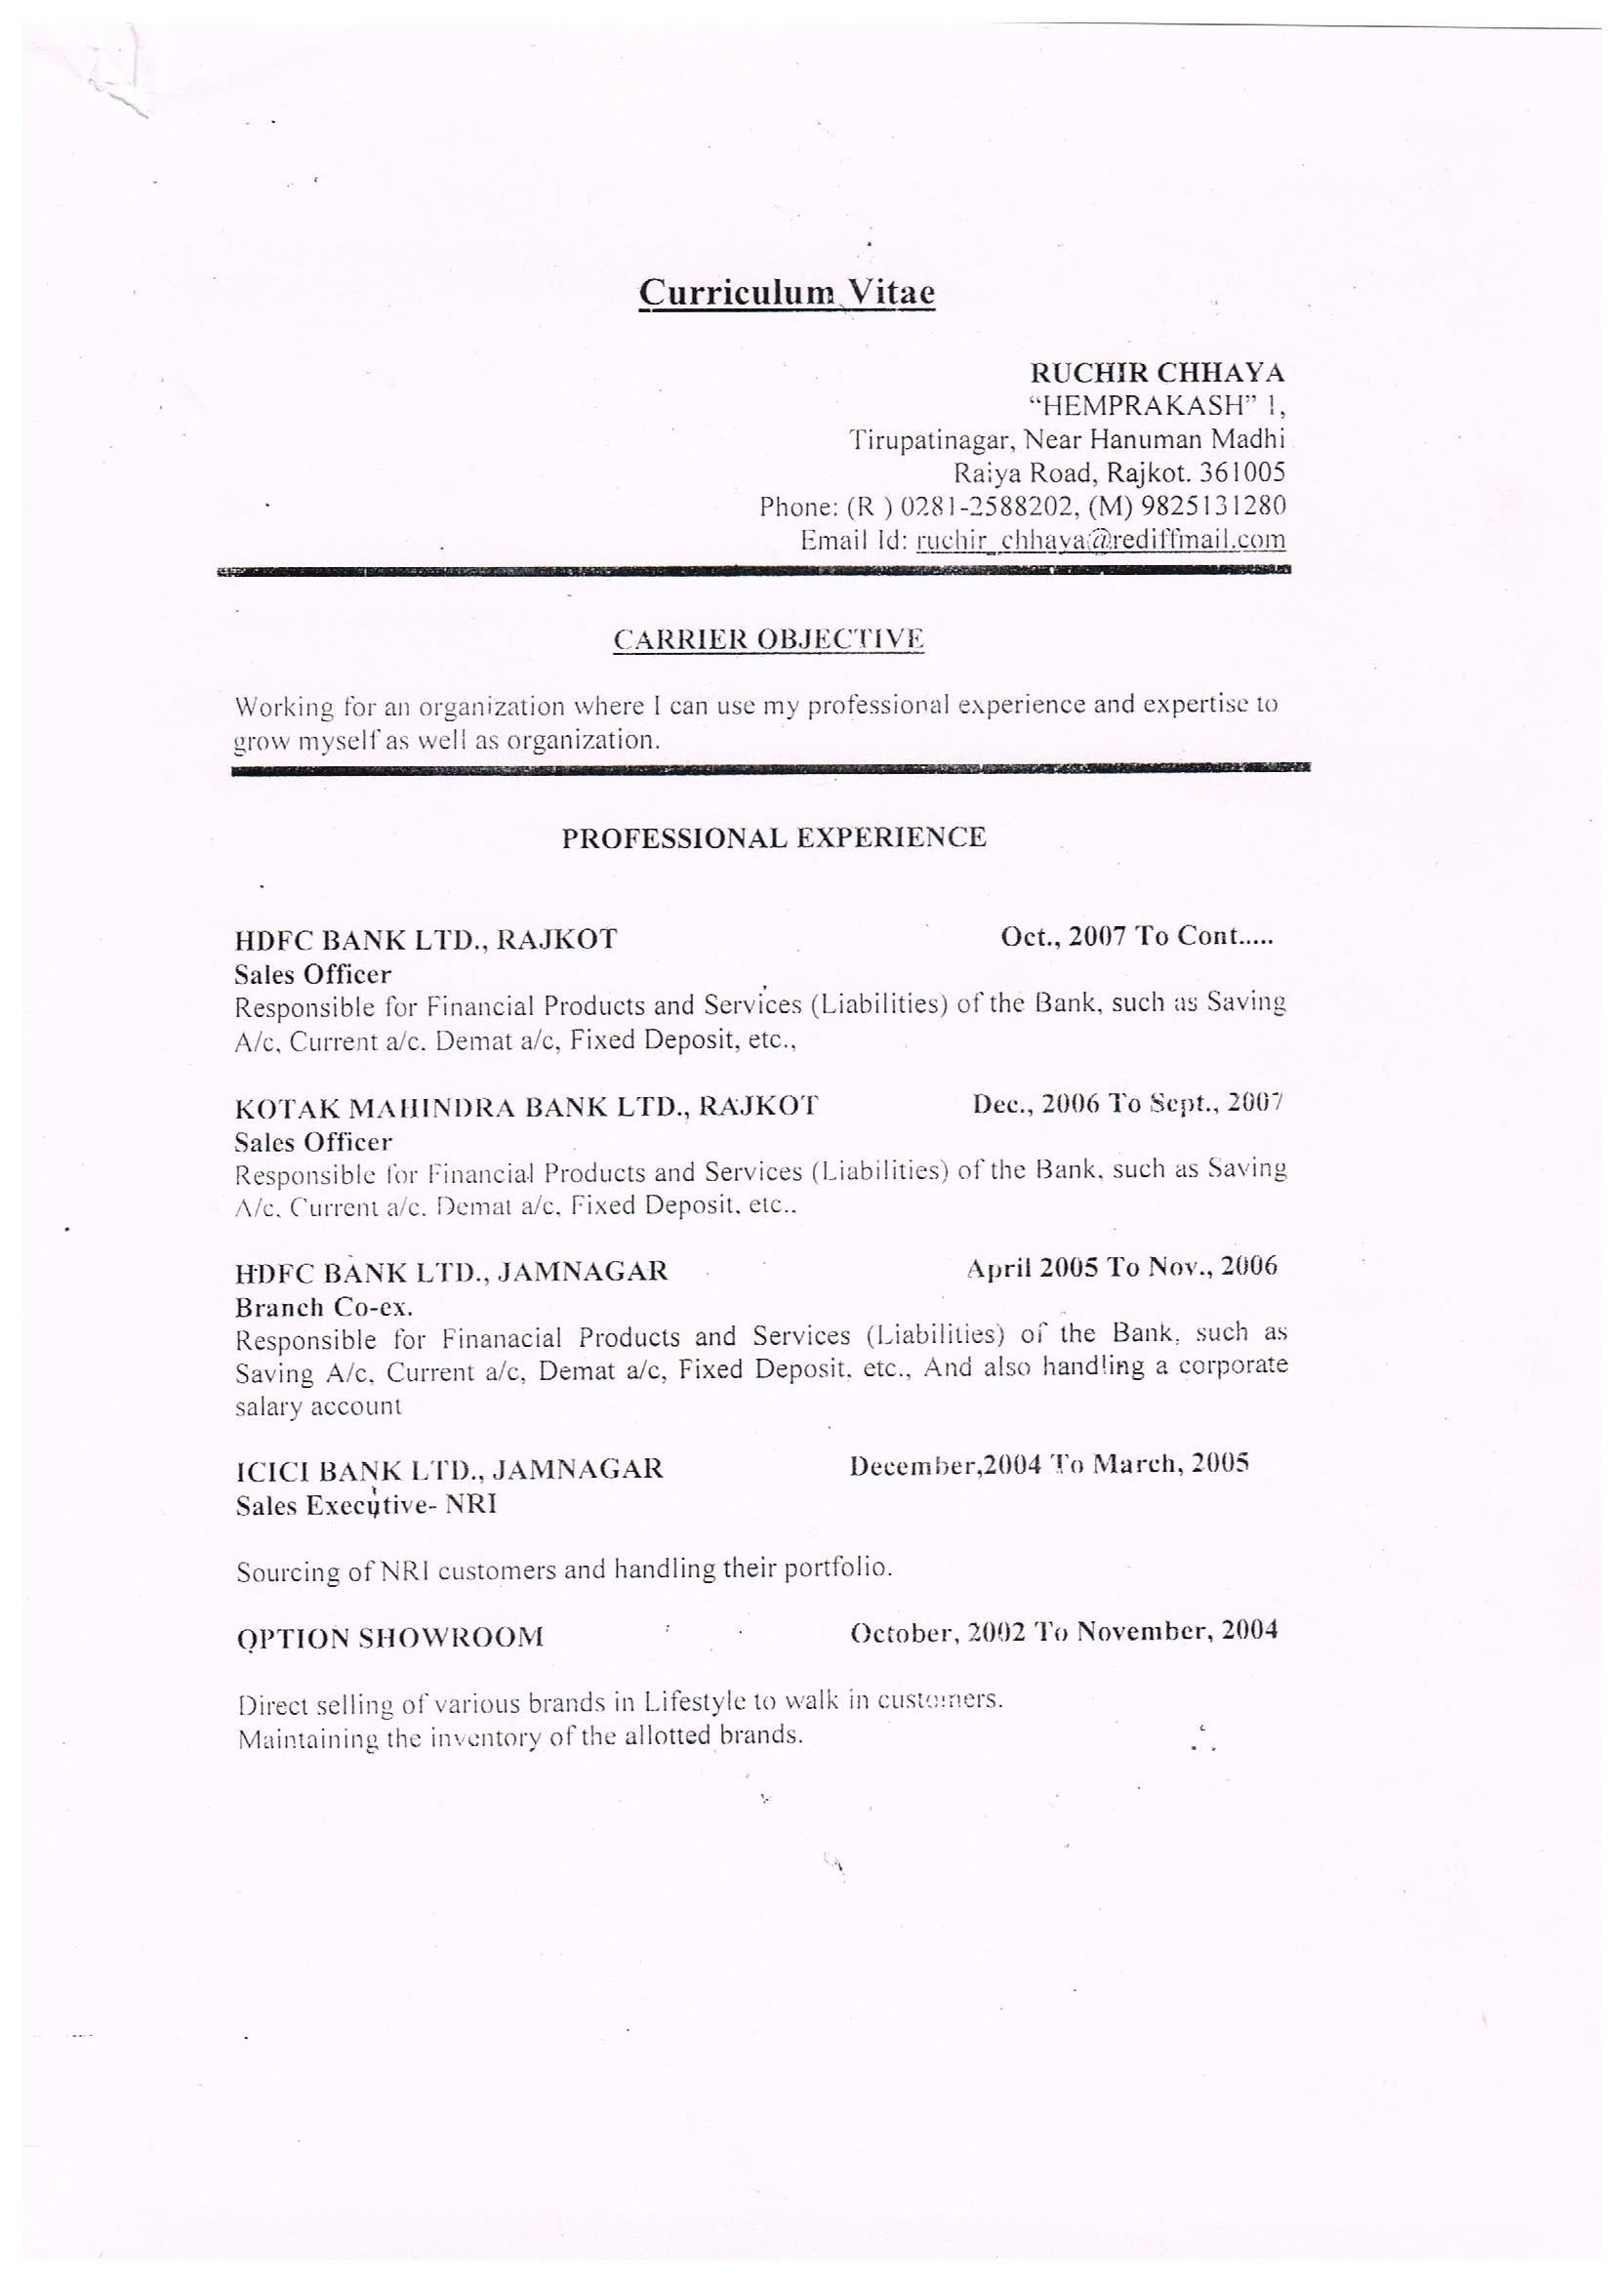 Curriculum Vitae
RUCHIR CHHAYA
“HEMPRAKASH” 1,
Tirupatinagar, Near Hanuman Madhi
Raiya Road, Rajkot. 361005
Phone: (R ) 0281-2588202, (M) 9825131280
Email Id: ruchir_chhaya@rediffmail.com
CARRIER OBJECTIVE
Working for an organization where I can use my professional experience and expertise to
grow myself as well as organization.
PROFESSIONAL EXPERIENCE
HDFC BANK LTD., RAJKOT Oct., 2007 To Cont.....
Sales Officer
Responsible for Financial Products and Services (Liabilities) of the Bank, such as Saving
A/c, Current a/c. Demat a/c, Fixed Deposit, etc.,
KOTAK MAHINDRA BANK LTD., RAJKOT Dec., 2006 To Sept., 2007
Sales Officer
Responsible for Financial Products and Services (Liabilities) of the Bank, such as Saving
A/c, Current a/c. Demat a/c, Fixed Deposit, etc..
HDFC BANK LTD., JAMNAGAR April 2005 To Nov., 2006
Branch Co-ex.
Responsible for Finanacial Products and Services (Liabilities) of the Bank, such as
Saving A/c, Current a/c, Demat a/c, Fixed Deposit, etc., And also handling a corporate
salary account
ICICI BANK LTD., JAMNAGAR December,2004 To March, 2005
Sales Executive- NRI
Sourcing of NRI customers and handling their portfolio.
OPTION SHOWROOM October, 2002 To November, 2004
Direct selling of various brands in Lifestyle to walk in customers.
Maintaining the inventory of the allotted brands.